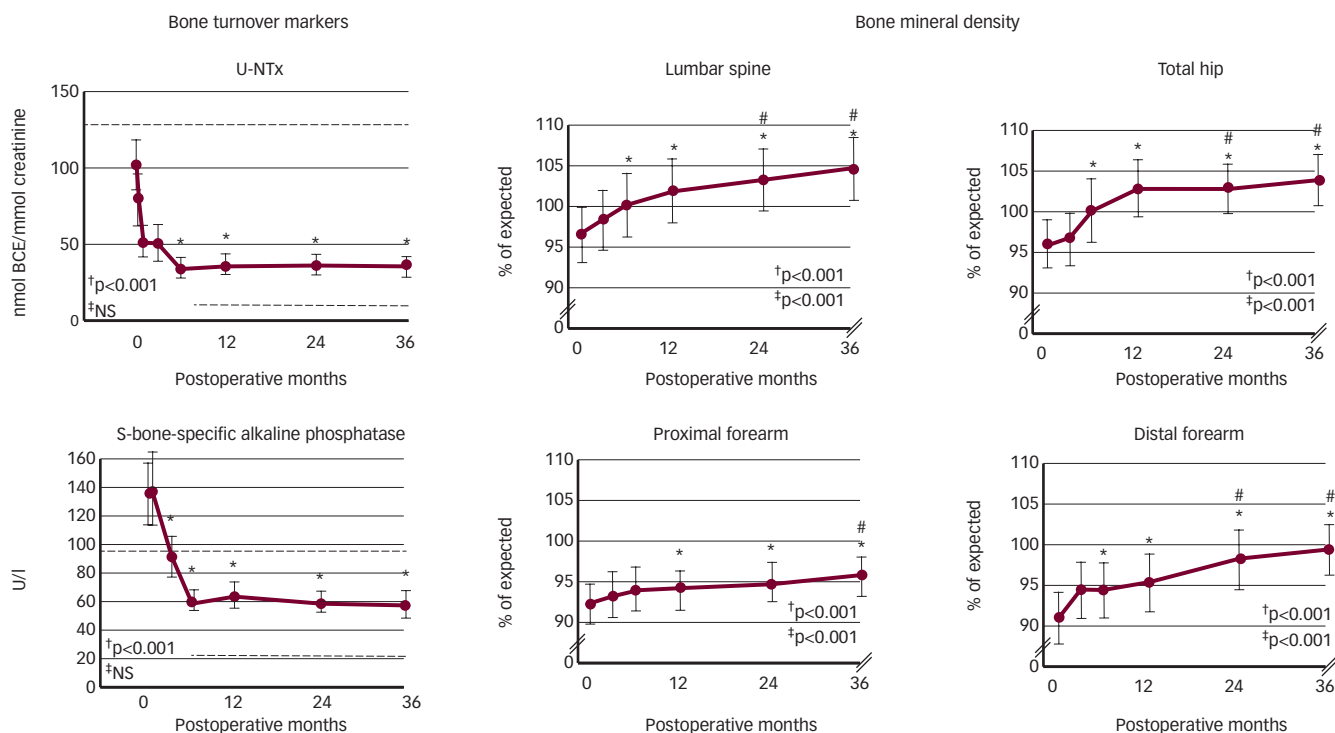 Bone turnover markers
Bone mineral density
U-NTx
nmol BCE/mmol creatinine
150
100
50
0
*
*
*
*
†p<0.001
‡NS
0
12
24
36
Postoperative months
Lumbar spine
% of expected
110
105
100
95
90
0
*
*
#
*
#
*
†p<0.001
‡p<0.001
0
12
24
36
Postoperative months
Total hip
% of expected
110
105
100
95
90
0
*
*
#
*
#
*
†p<0.001
‡p<0.001
0
12
24
36
Postoperative months
S-bone-specific alkaline phosphatase
U/l
160
140
120
100
80
60
40
20
0
*
*
*
*
*
†p<0.001
‡NS
0
12
24
36
Postoperative months
Proximal forearm
% of expected
110
105
100
95
90
0
*
*
#
*
†p<0.001
‡p<0.001
0
12
24
36
Postoperative months
Distal forearm
% of expected
110
105
100
95
90
0
*
*
#
*
#
*
†p<0.001
‡p<0.001
0
12
24
36
Postoperative months